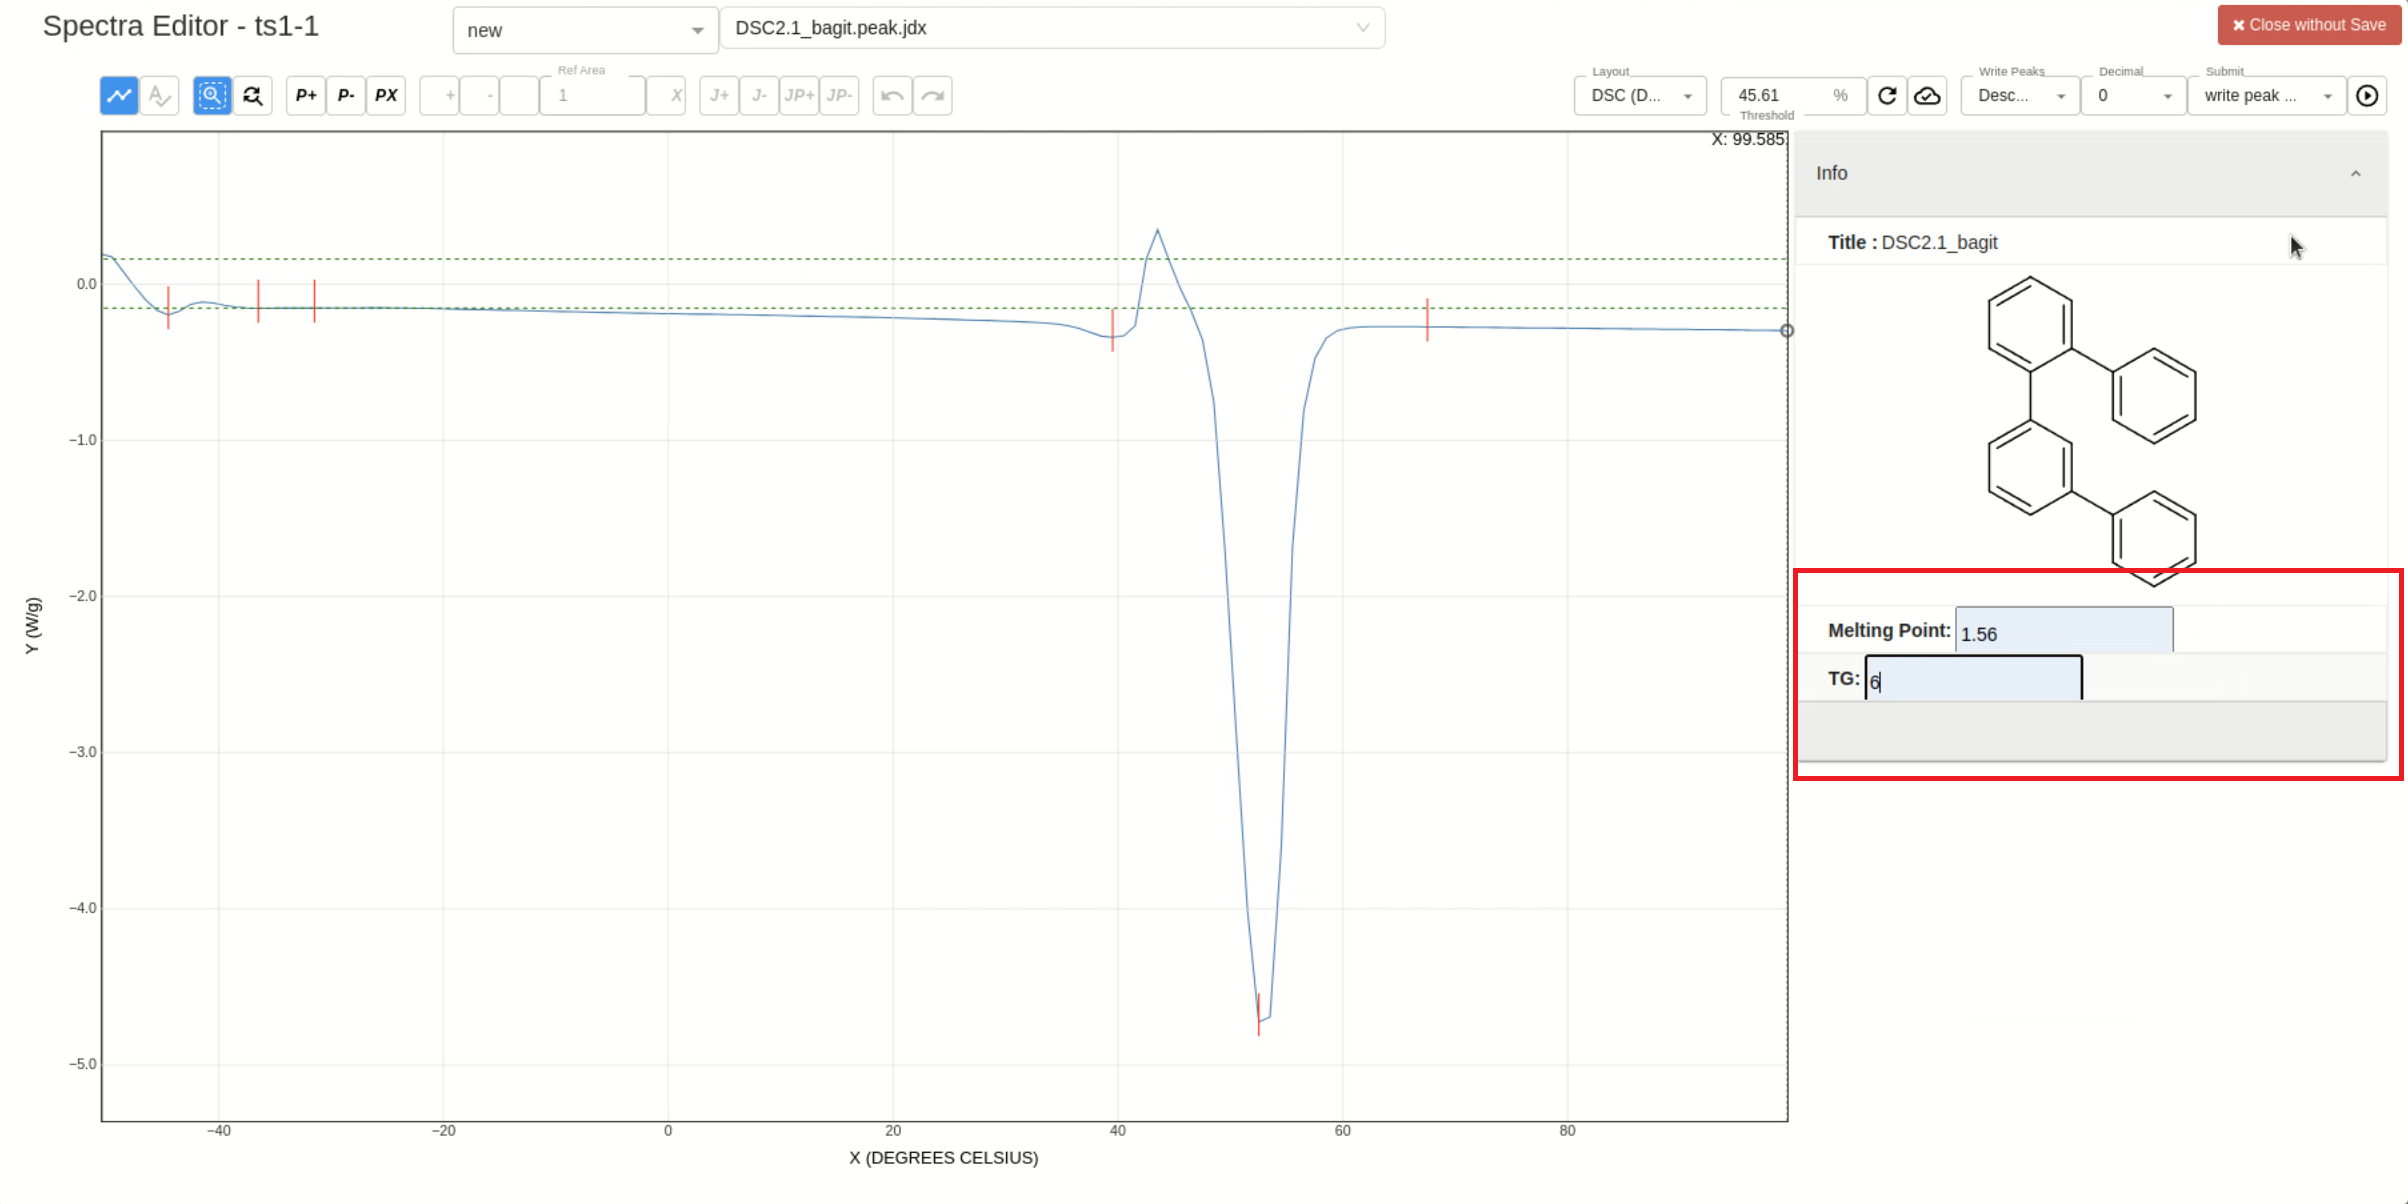 Spectra Editor - ts1-1
new
DSC2.1_bagit.peak.jdx
Close without Save
P+ P- PX
+ -
Ref Area
1
X
J+ J- JP+ JP-
Layout
DSC (D...
45.61 %
Threshold
Write Peaks
Desc...
Decimal
0
Submit
write peak ...
X: 99.585
0.0
−1.0
−2.0
−3.0
−4.0
−5.0
Y (W/g)
−40 −20 0 20 40 60 80
X (DEGREES CELSIUS)
Info
Title : DSC2.1_bagit
Melting Point: 1.56
TG: 6